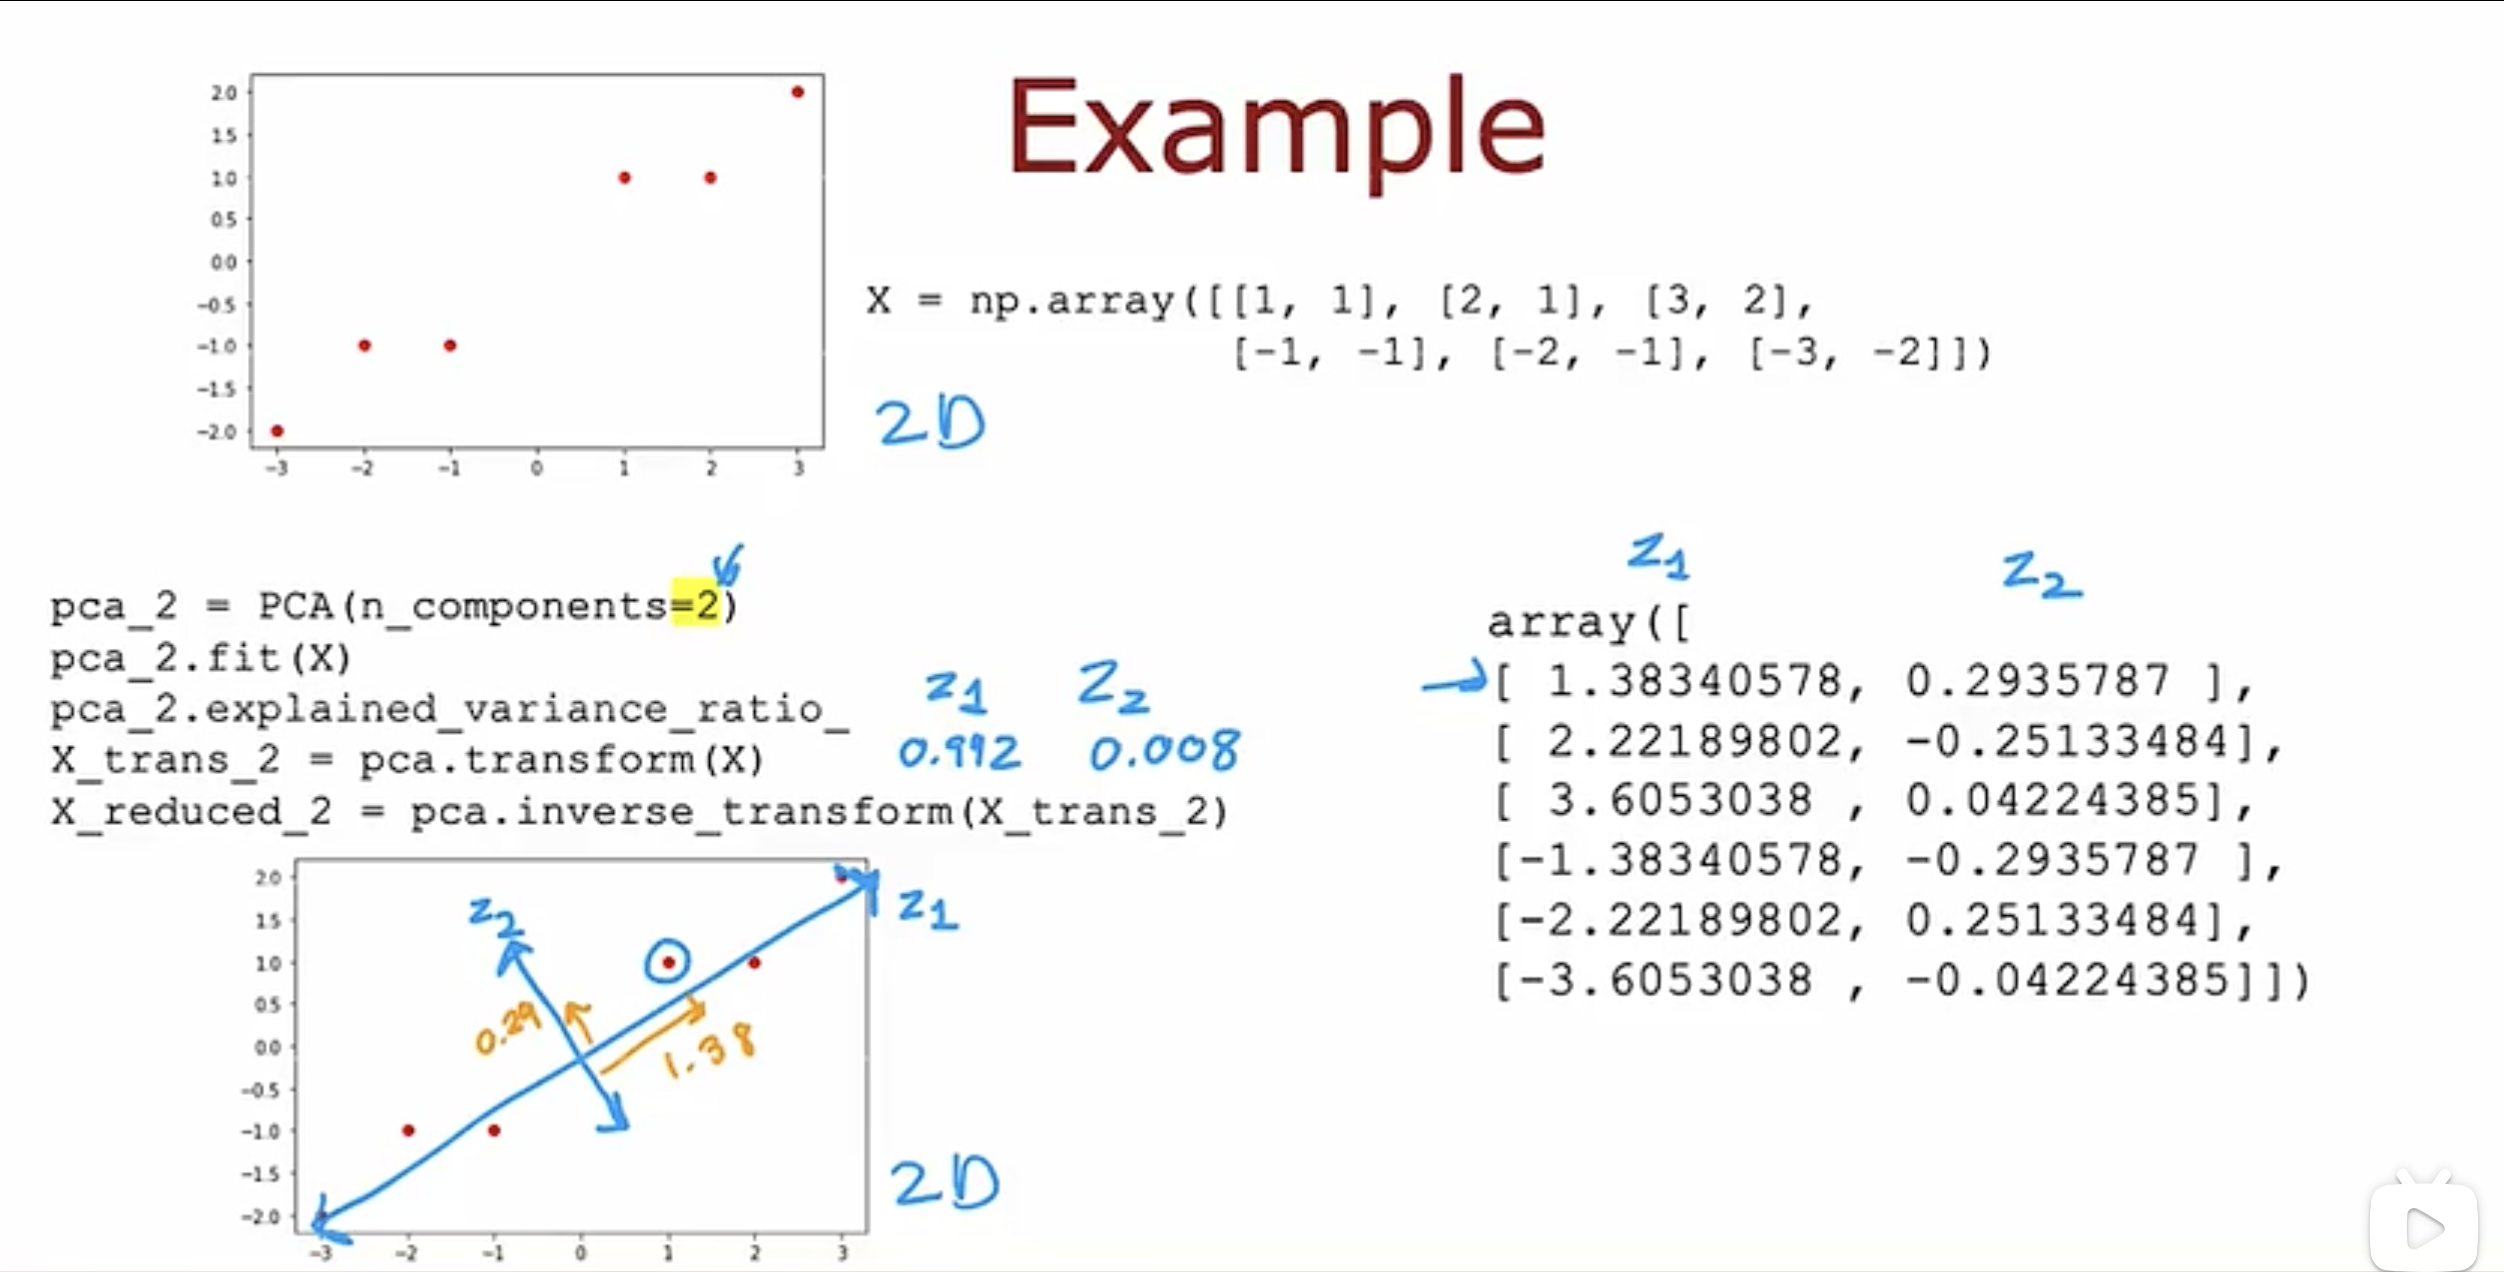 Example
2.0
1.5
1.0
0.5
0.0
−0.5
−1.0
−1.5
−2.0
−3 −2 −1 0 1 2 3
X = np.array([[1, 1], [2, 1], [3, 2],
[-1, -1], [-2, -1], [-3, -2]])
2D
pca_2 = PCA(n_components=2)
pca_2.fit(X)
pca_2.explained_variance_ratio_
X_trans_2 = pca.transform(X)
X_reduced_2 = pca.inverse_transform(X_trans_2)
z1 z2
0.992 0.008
z1 z2
array([
[ 1.38340578, 0.2935787 ],
[ 2.22189802, -0.25133484],
[ 3.6053038 , 0.04224385],
[-1.38340578, -0.2935787 ],
[-2.22189802, 0.25133484],
[-3.6053038 , -0.04224385]])
2.0
1.5
1.0
0.5
0.0
−0.5
−1.0
−1.5
−2.0
−3 −2 −1 0 1 2 3
z2
z1
0.29
1.38
2D